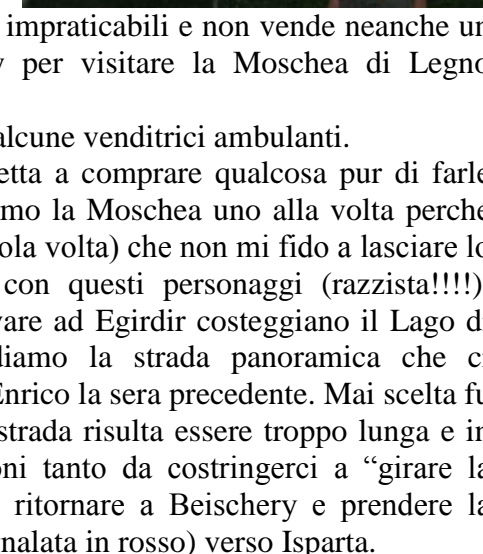 impraticabili e non vende neanche un
per visitare la Moschea di Legno
alcune venditrici ambulanti.
etta a comprare qualcosa pur di farle
mo la Moschea uno alla volta perche
ola volta) che non mi fido a lasciare lo
con questi personaggi (razzista!!!!)
vare ad Egirdir costeggiano il Lago di
diamo la strada panoramica che ci
Enrico la sera precedente. Mai scelta fu
strada risulta essere troppo lunga e in
oni tanto da costringerci a “girare la
ritornare a Beischery e prendere la
nalata in rosso) verso Isparta.